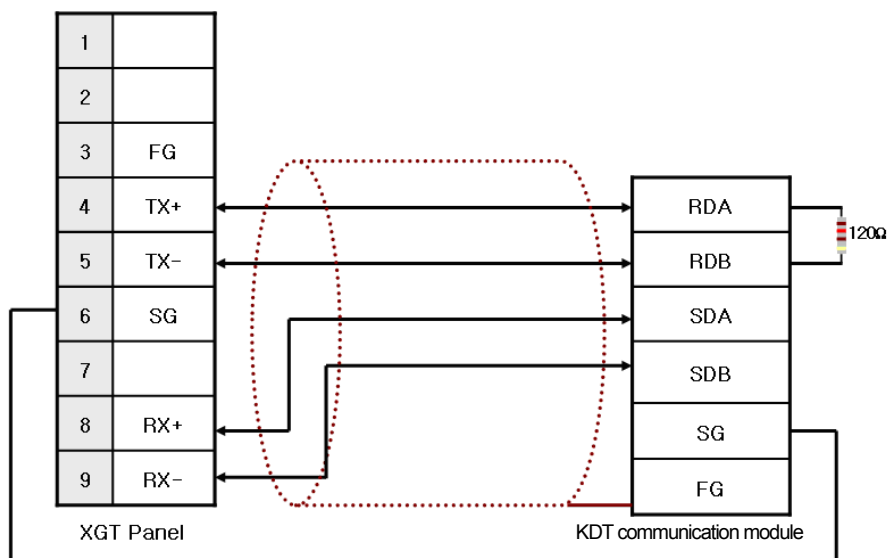 1
2
3 FG
4 TX+
5 TX-
6 SG
7
8 RX+
9 RX-
XGT Panel
RDA
RDB
SDA
SDB
SG
FG
120Ω
KDT communication module